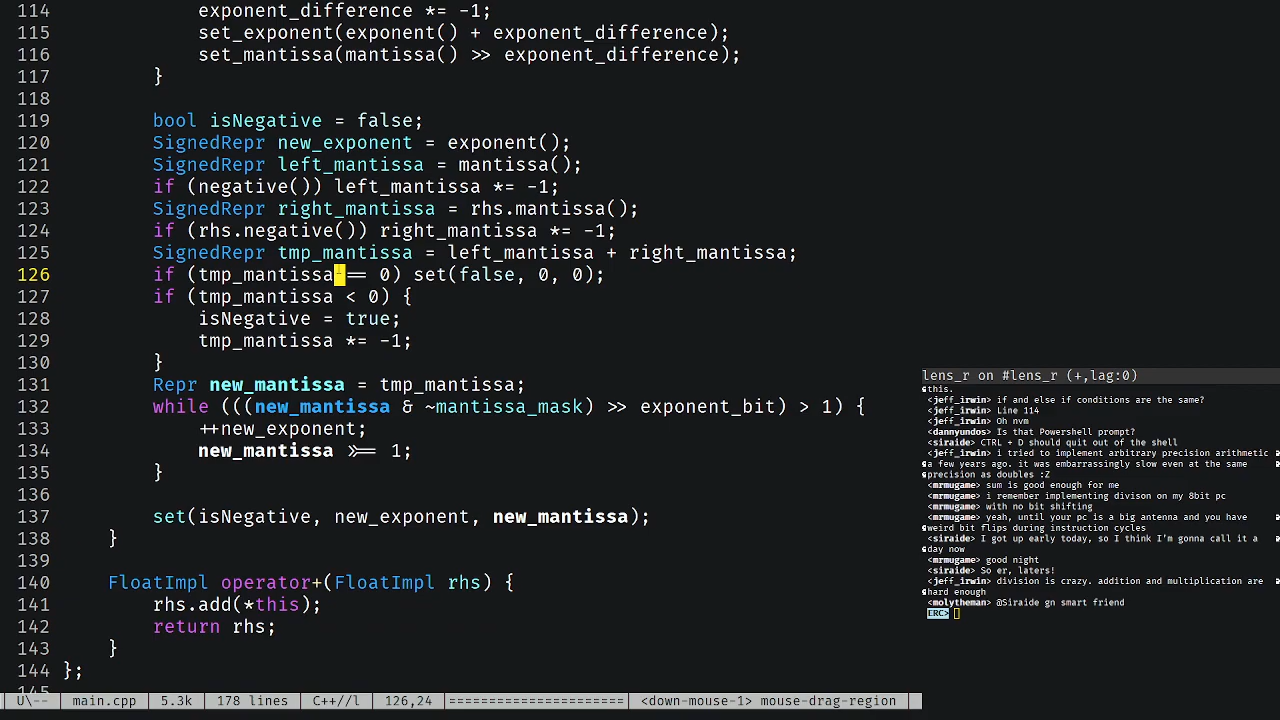 114 exponent_difference *= -1;
115 set_exponent(exponent() + exponent_difference);
116 set_mantissa(mantissa() >> exponent_difference);
117 }
118
119 bool isNegative = false;
120 SignedRepr new_exponent = exponent();
121 SignedRepr left_mantissa = mantissa();
122 if (negative()) left_mantissa *= -1;
123 SignedRepr right_mantissa = rhs.mantissa();
124 if (rhs.negative()) right_mantissa *= -1;
125 SignedRepr tmp_mantissa = left_mantissa + right_mantissa;
126 if (tmp_mantissa == 0) set(false, 0, 0);
127 if (tmp_mantissa < 0) {
128 isNegative = true;
129 tmp_mantissa *= -1;
130 }
131 Repr new_mantissa = tmp_mantissa;
132 while (((new_mantissa & ~mantissa_mask) >> exponent_bit) > 1) {
133 ++new_exponent;
134 new_mantissa >>= 1;
135 }
136
137 set(isNegative, new_exponent, new_mantissa);
138 }
139
140 FloatImpl operator+(FloatImpl rhs) {
141 rhs.add(*this);
142 return rhs;
143 }
144 };
145
U\-- main.cpp 5.3k 178 lines C++//l 126,24 ==================== <down-mouse-1> mouse-drag-region
lens_r on #lens_r (+,lag:0)
this.
<jeff_irwin> if and else if conditions are the same?
<jeff_irwin> Line 114
<jeff_irwin> Oh nvm
<dannyundos> Is that Powershell prompt?
<siraide> CTRL + D should quit out of the shell
<jeff_irwin> i tried to implement arbitrary precision arithmetic
a few years ago. it was embarrassingly slow even at the same
precision as doubles :Z
<mrmugame> sum is good enough for me
<mrmugame> i remember implementing divison on my 8bit pc
<mrmugame> with no bit shifting
<mrmugame> yeah, until your pc is a big antenna and you have
weird bit flips during instruction cycles
<siraide> I got up early today, so I think I'm gonna call it a
day now
<mrmugame> good night
<siraide> So er, laters!
<jeff_irwin> division is crazy. addition and multiplication are
hard enough
<molytheman> @Siraide gn smart friend
ERC>